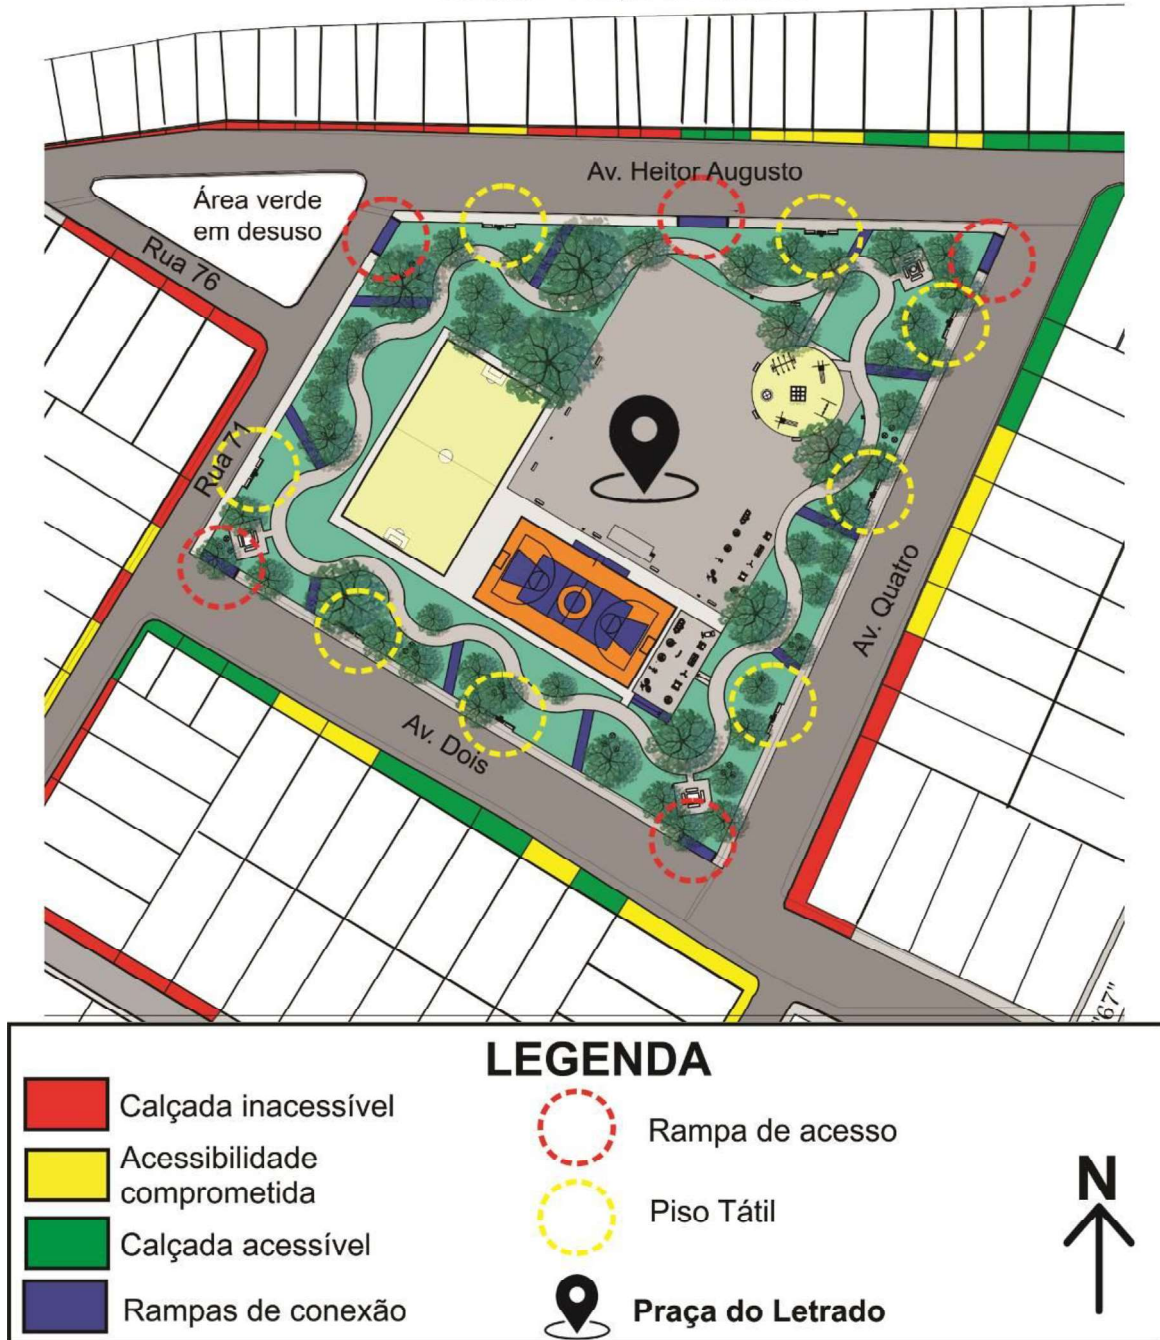 Av. Heitor Augusto
Área verde
em desuso
Rua 76
Rua 71
Av. Quatro
Av. Dois
"67"
LEGENDA
Calçada inacessível
Acessibilidade
comprometida
Calçada acessível
Rampas de conexão
Rampa de acesso
Piso Tátil
Praça do Letrado
N